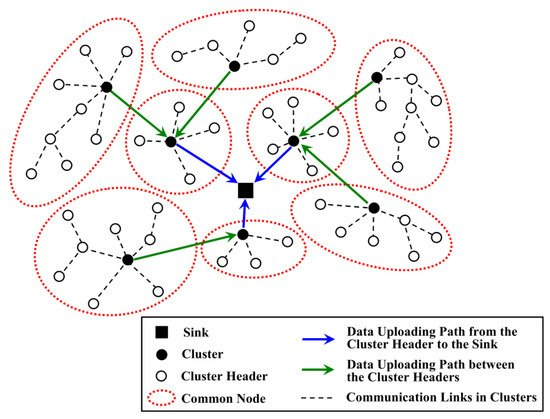 Sink
Cluster
Cluster Header
Common Node
Data Uploading Path from the
Cluster Header to the Sink
Data Uploading Path between
the Cluster Headers
Communication Links in Clusters